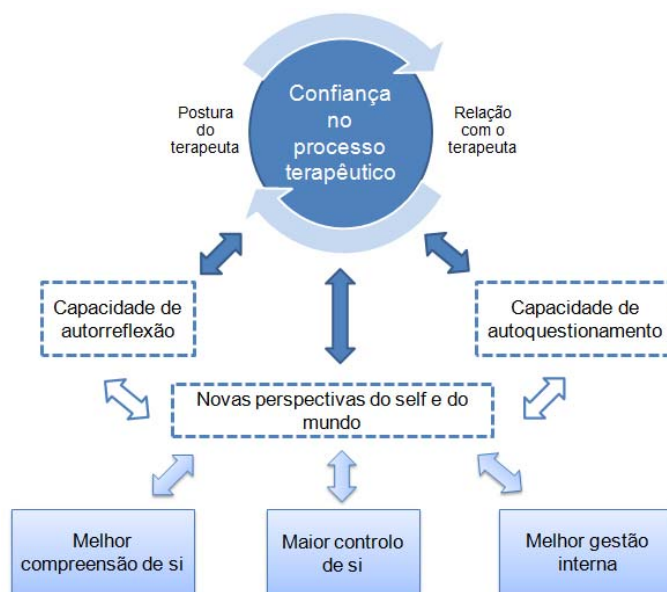 Confiança
no
processo
terapêutico
Postura
do
terapeuta
Relação
com o
terapeuta
Capacidade de
autorreflexão
Capacidade de
autoquestionamento
Novas perspectivas do self e do
mundo
Melhor
compreensão de si
Maior controlo
de si
Melhor gestão
interna